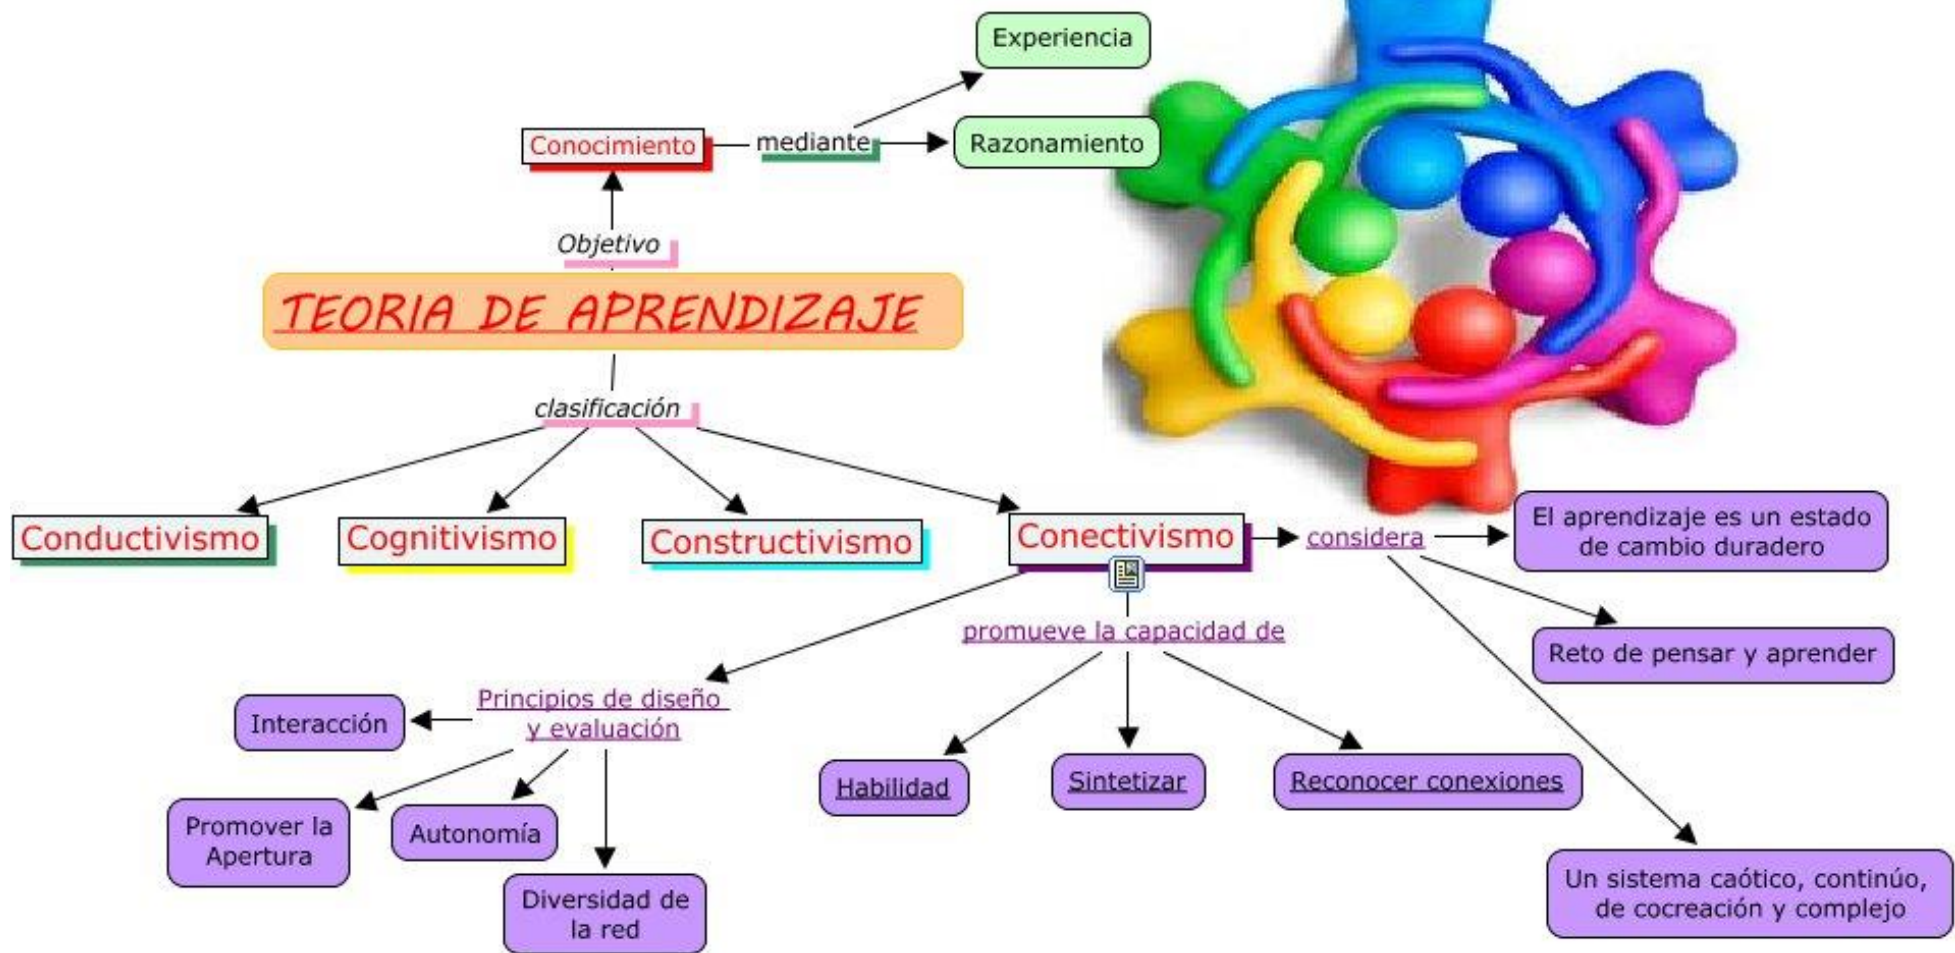 Experiencia
Conocimiento
mediante
Razonamiento
Objetivo
TEORIA DE APRENDIZAJE
clasificación
Conductivismo
Cognitivismo
Constructivismo
Conectivismo
considera
El aprendizaje es un estado
de cambio duradero
promueve la capacidad de
Reto de pensar y aprender
Principios de diseño
y evaluación
Interacción
Habilidad
Sintetizar
Reconocer conexiones
Promover la
Apertura
Autonomía
Diversidad de
la red
Un sistema caótico, continúo,
de cocreación y complejo